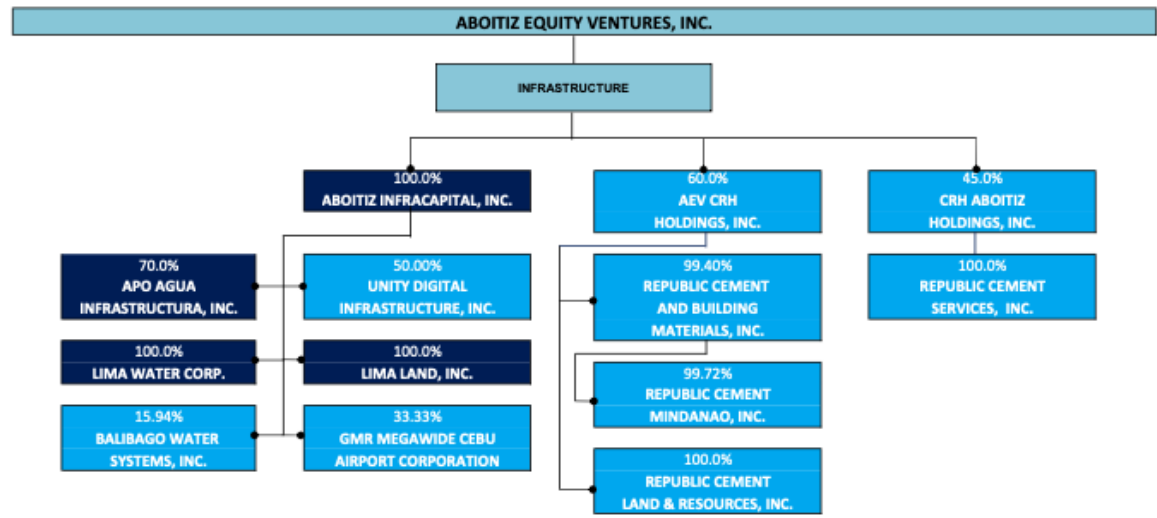 ABOITIZ EQUITY VENTURES, INC.
INFRASTRUCTURE
100.0%
ABOITIZ INFRACAPITAL, INC.
60.0%
AEV CRH
HOLDINGS, INC.
45.0%
CRH ABOITIZ
HOLDINGS, INC.
70.0%
APO AGUA
INFRASTRUCTURA, INC.
50.00%
UNITY DIGITAL
INFRASTRUCTURE, INC.
99.40%
REPUBLIC CEMENT
AND BUILDING
MATERIALS, INC.
100.0%
REPUBLIC CEMENT
SERVICES, INC.
100.0%
LIMA WATER CORP.
100.0%
LIMA LAND, INC.
99.72%
REPUBLIC CEMENT
MINDANAO, INC.
15.94%
BALIBAGO WATER
SYSTEMS, INC.
33.33%
GMR MEGAWIDE CEBU
AIRPORT CORPORATION
100.0%
REPUBLIC CEMENT
LAND & RESOURCES, INC.